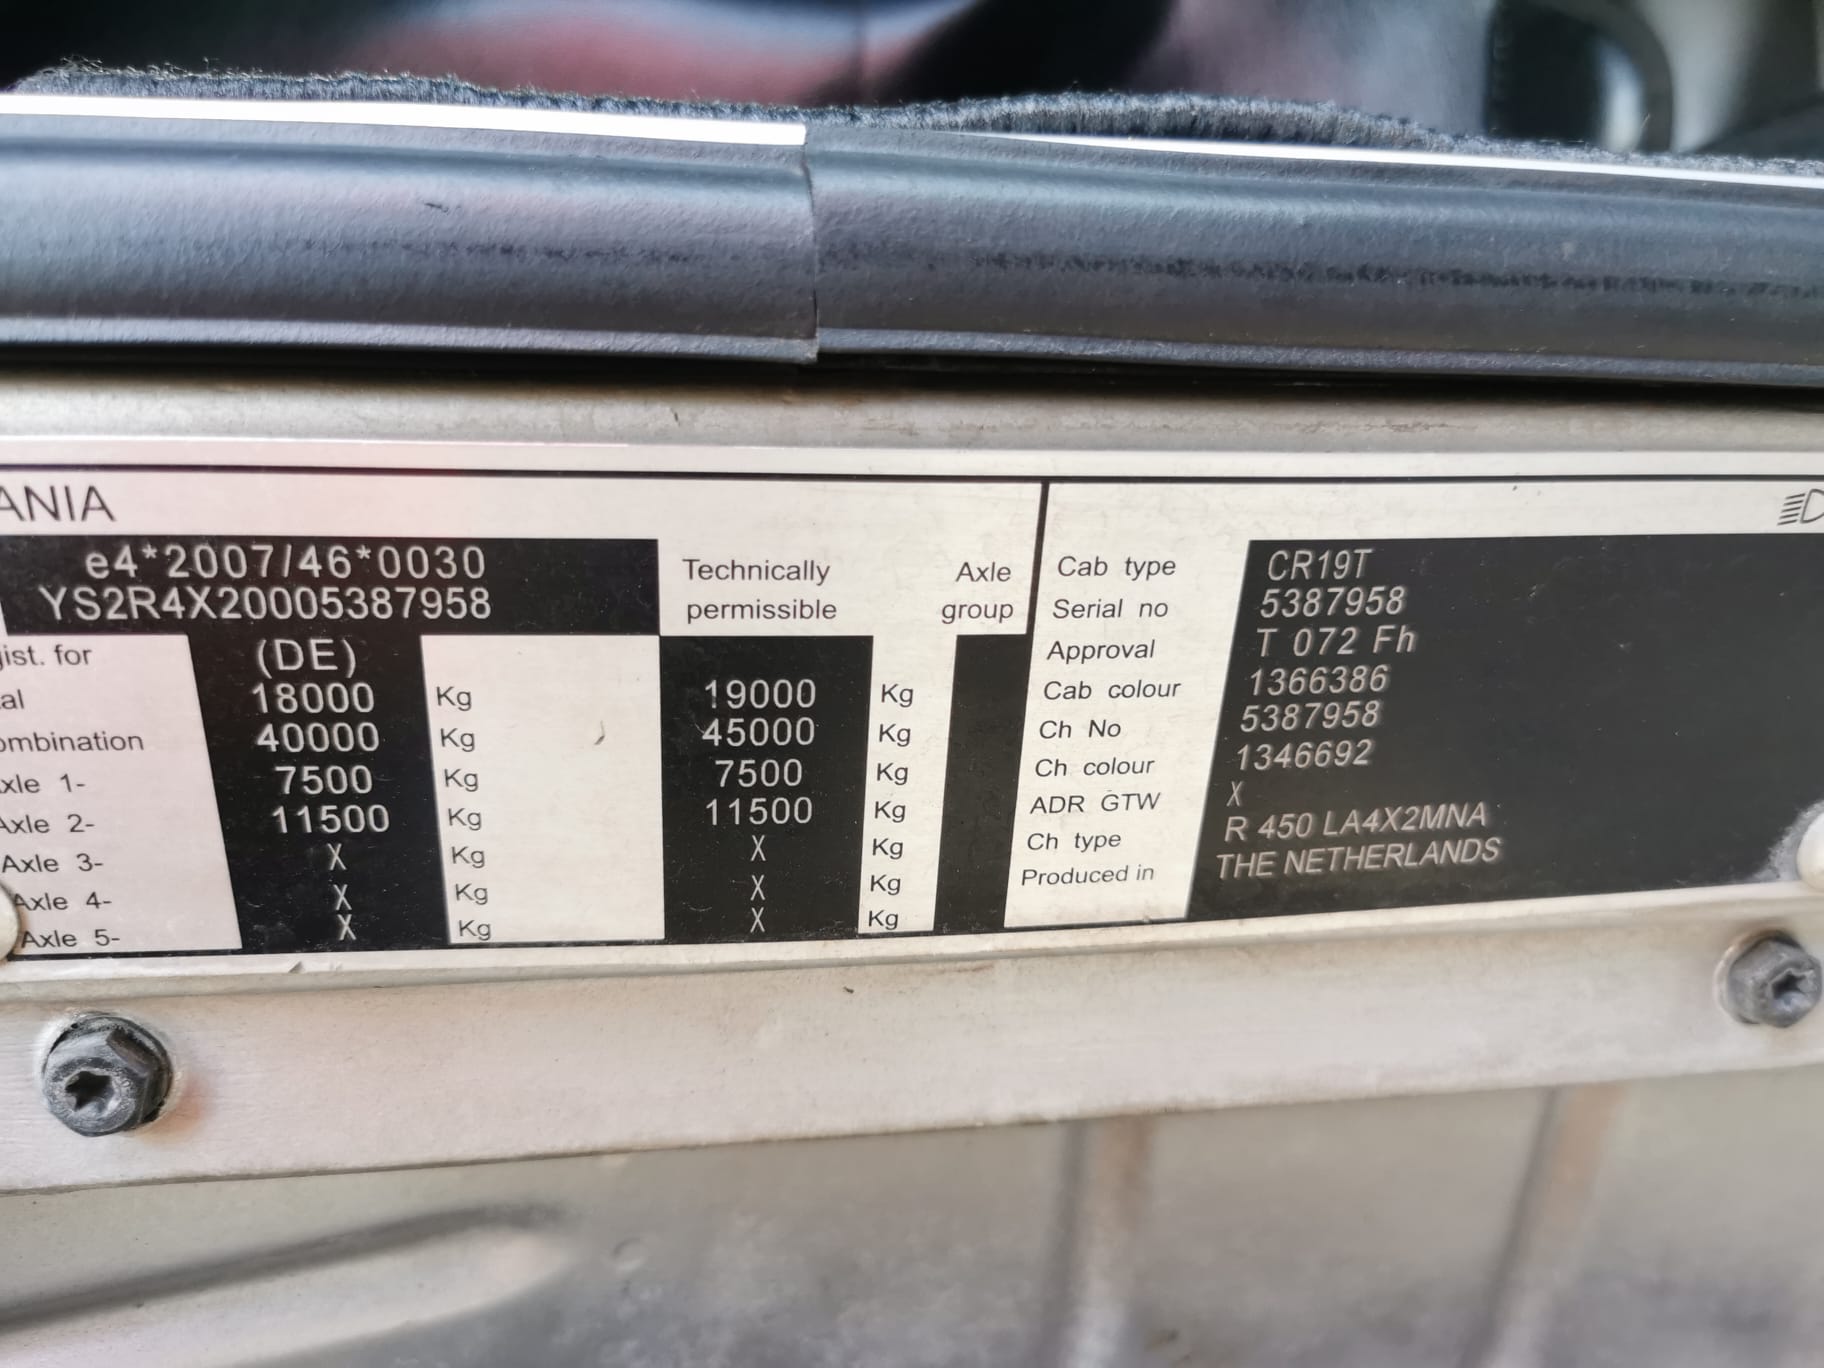 ANIA
e4*2007/46*0030
YS2R4X20005387958
Technically permissible
Axle group
ist. for (DE)
al 18000 Kg 19000 Kg
ombination 40000 Kg 45000 Kg
xle 1- 7500 Kg 7500 Kg
Axle 2- 11500 Kg 11500 Kg
Axle 3- X Kg X Kg
Axle 4- X Kg X Kg
Axle 5- X Kg X Kg
Cab type CR19T
Serial no 5387958
Approval T 072 Fh
Cab colour 1366386
Ch No 5387958
Ch colour 1346692
ADR GTW X
Ch type R 450 LA4X2MNA
Produced in THE NETHERLANDS